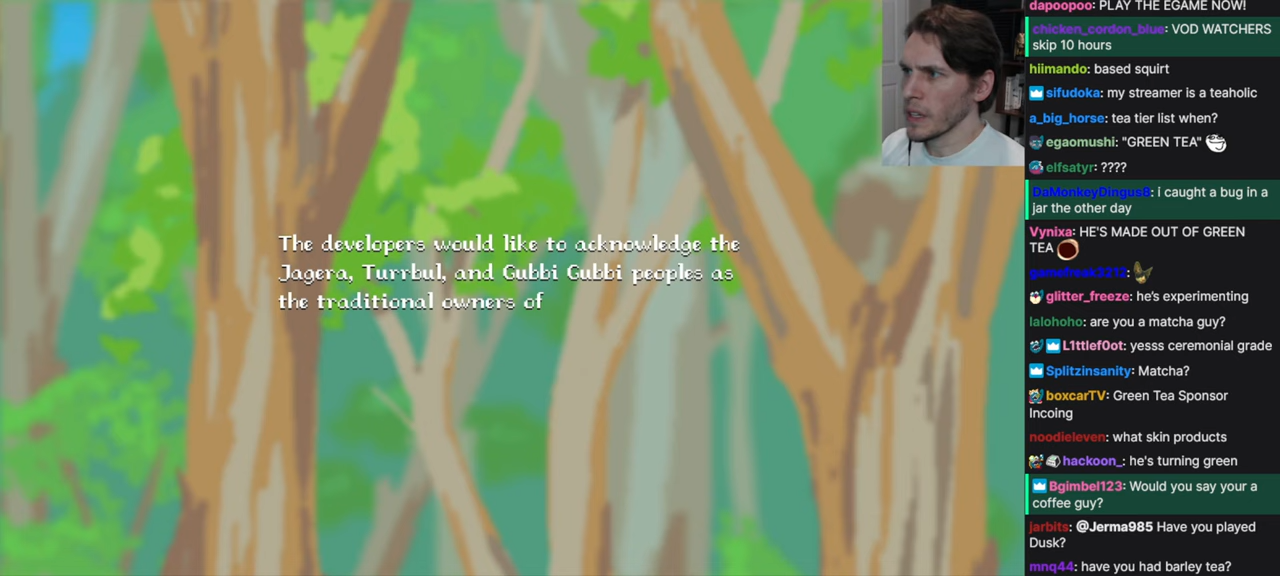 The developers would like to acknowledge the
Jagera, Turrbul, and Gubbi Gubbi peoples as
the traditional owners of
dapoopoo: PLAY THE EGAME NOW!
chicken_cordon_blue: VOD WATCHERS
skip 10 hours
hiimando: based squirt
sifudoka: my streamer is a teaholic
a_big_horse: tea tier list when?
egaomushi: "GREEN TEA"
elfsatyr: ????
DaMonkeyDingus8: i caught a bug in a
jar the other day
Vynixa: HE'S MADE OUT OF GREEN
TEA
gamefreak3212:
glitter_freeze: he's experimenting
lalohoho: are you a matcha guy?
L1ttlef0ot: yesss ceremonial grade
Splitzinsanity: Matcha?
boxcarTV: Green Tea Sponsor
Incoing
noodieleven: what skin products
hackoon_: he's turning green
Bgimbel123: Would you say your a
coffee guy?
jarbits: @Jerma985 Have you played
Dusk?
mnq44: have you had barley tea?